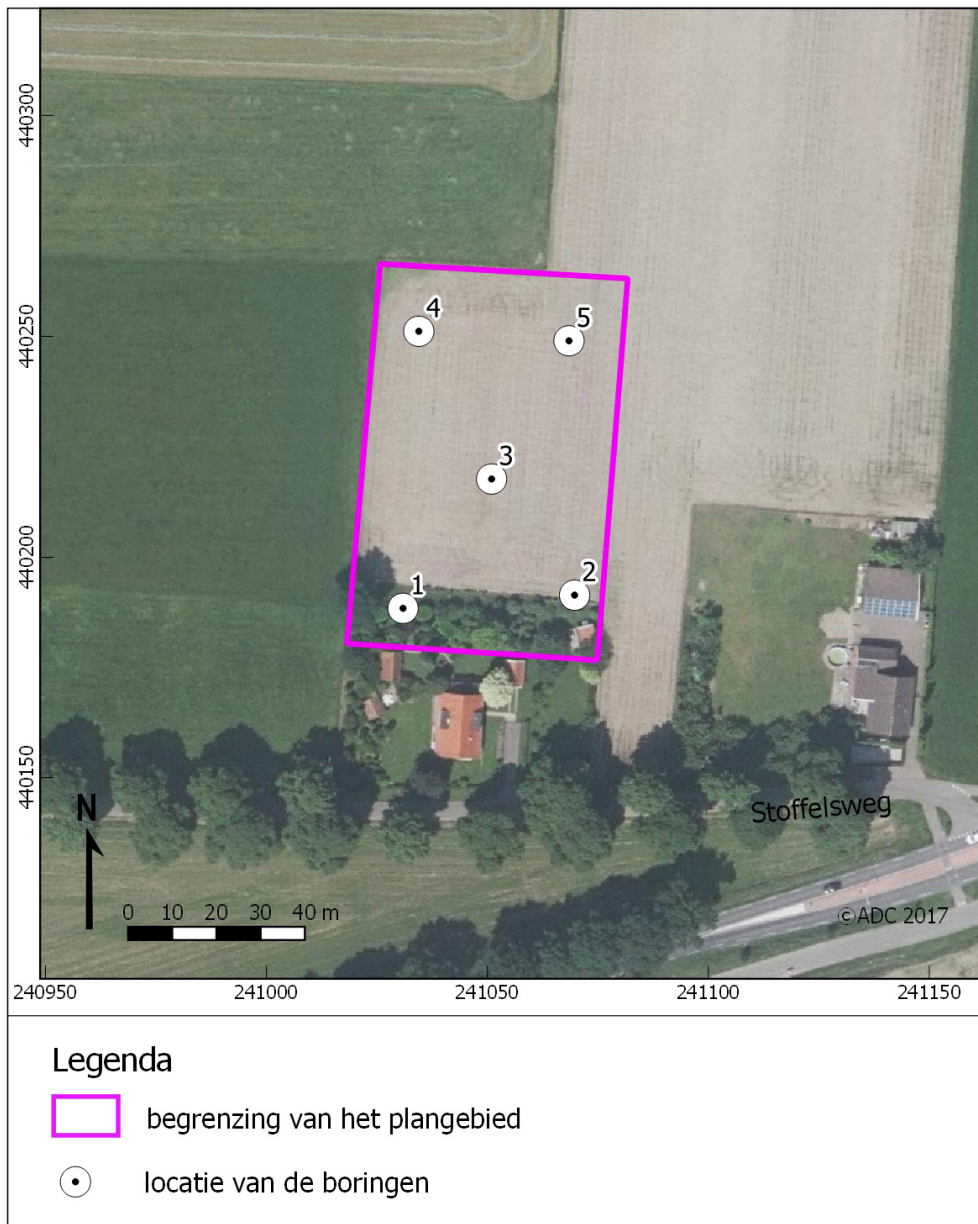 440300
440250
440200
440150
4
5
3
1
2
N
Stoffelsweg
0 10 20 30 40 m
©ADC 2017
240950 241000 241050 241100 241150
Legenda
begrenzing van het plangebied
locatie van de boringen